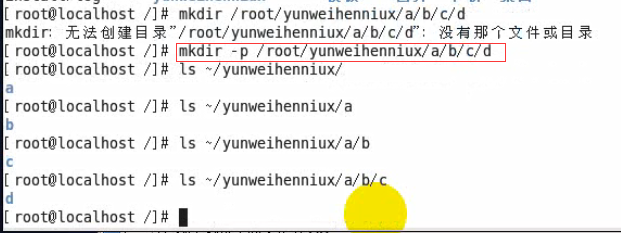 [root@localhost /]# mkdir /root/yunweihenniux/a/b/c/d
mkdir: 无法创建目录"/root/yunweihenniux/a/b/c/d": 没有那个文件或目录
[root@localhost /]# mkdir -p /root/yunweihenniux/a/b/c/d
[root@localhost /]# ls ~/yunweihenniux/
a
[root@localhost /]# ls ~/yunweihenniux/a
b
[root@localhost /]# ls ~/yunweihenniux/a/b
c
[root@localhost /]# ls ~/yunweihenniux/a/b/c
d
[root@localhost /]#